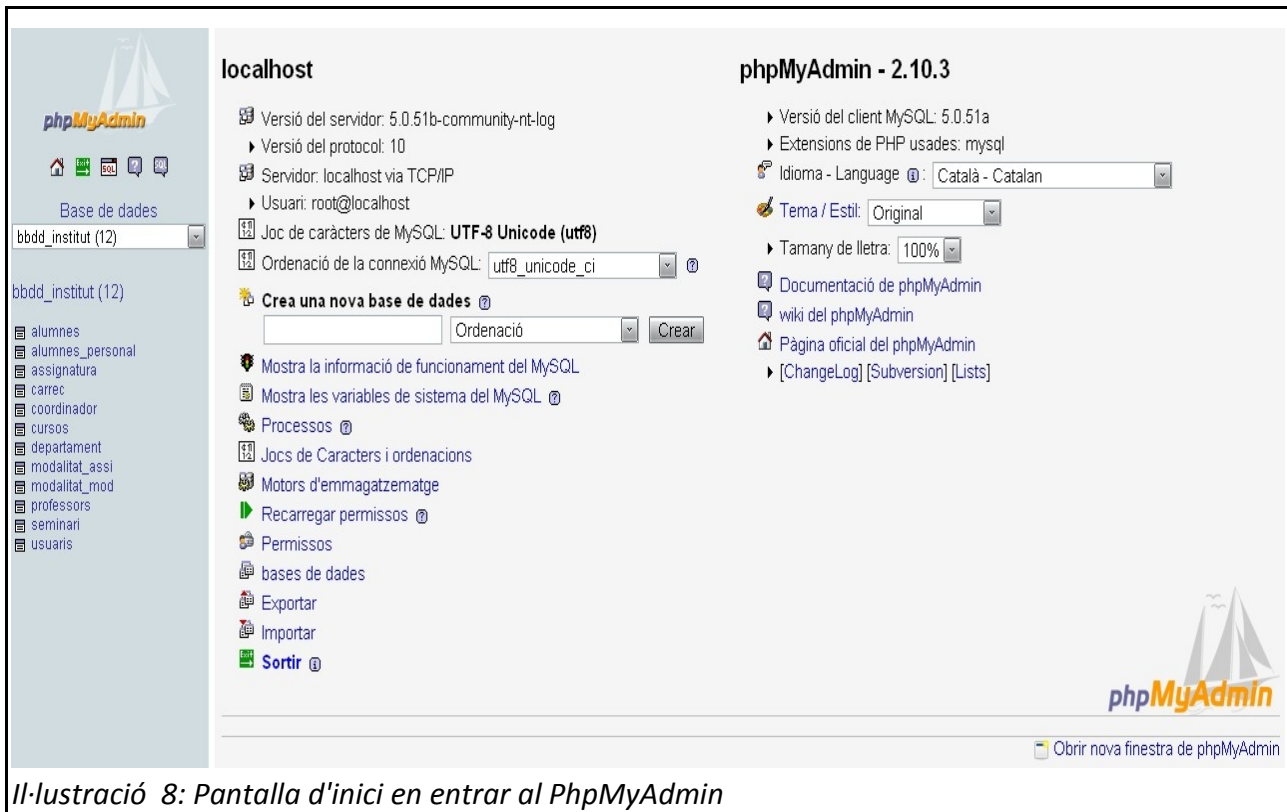 phpMyAdmin
Exit
SQL
SQL
Base de dades
bbdd_institut (12)
bbdd_institut (12)
alumnes
alumnes_personal
assignatura
carrec
coordinador
cursos
departament
modalitat_assi
modalitat_mod
professors
seminari
usuaris
localhost
Versió del servidor: 5.0.51b-community-nt-log
Versió del protocol: 10
Servidor: localhost via TCP/IP
Usuari: root@localhost
Joc de caràcters de MySQL: UTF-8 Unicode (utf8)
Ordenació de la connexió MySQL: utf8_unicode_ci
Crea una nova base de dades
Ordenació Crear
Mostra la informació de funcionament del MySQL
Mostra les variables de sistema del MySQL
Processos
Jocs de Caracters i ordenacions
Motors d'emmagatzematge
Recarregar permissos
Permissos
bases de dades
Exportar
Importar
Sortir
phpMyAdmin - 2.10.3
Versió del client MySQL: 5.0.51a
Extensions de PHP usades: mysql
Idioma - Language : Català - Catalan
Tema / Estil: Original
Tamany de lletra: 100%
Documentació de phpMyAdmin
wiki del phpMyAdmin
Pàgina oficial del phpMyAdmin
[ChangeLog] [Subversion] [Lists]
phpMyAdmin
Obrir nova finestra de phpMyAdmin
Il·lustració 8: Pantalla d'inici en entrar al PhpMyAdmin